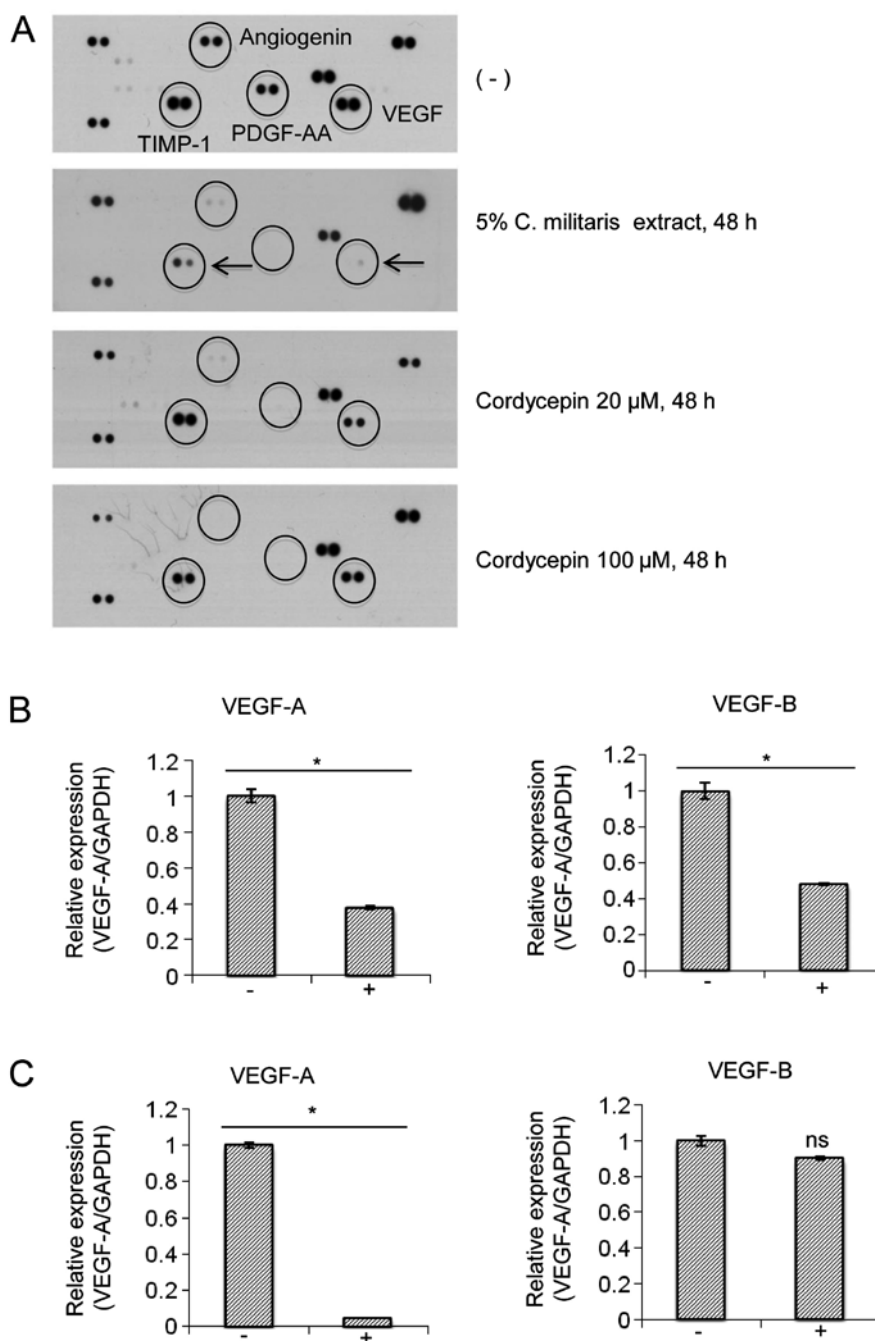 A
Angiogenin
TIMP-1
PDGF-AA
VEGF
( - )
5% C. militaris extract, 48 h
Cordycepin 20 µM, 48 h
Cordycepin 100 µM, 48 h
B
VEGF-A
*
Relative expression
(VEGF-A/GAPDH)
1.2
1
0.8
0.6
0.4
0.2
0
-
+
VEGF-B
*
Relative expression
(VEGF-A/GAPDH)
1.2
1
0.8
0.6
0.4
0.2
0
-
+
C
VEGF-A
*
Relative expression
(VEGF-A/GAPDH)
1.2
1
0.8
0.6
0.4
0.2
0
-
+
VEGF-B
ns
Relative expression
(VEGF-A/GAPDH)
1.2
1
0.8
0.6
0.4
0.2
0
-
+